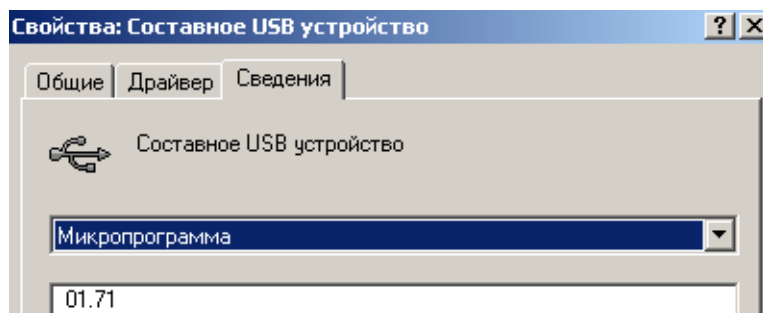 Свойства: Составное USB устройство
Общие Драйвер Сведения
Составное USB устройство
Микропрограмма
01.71